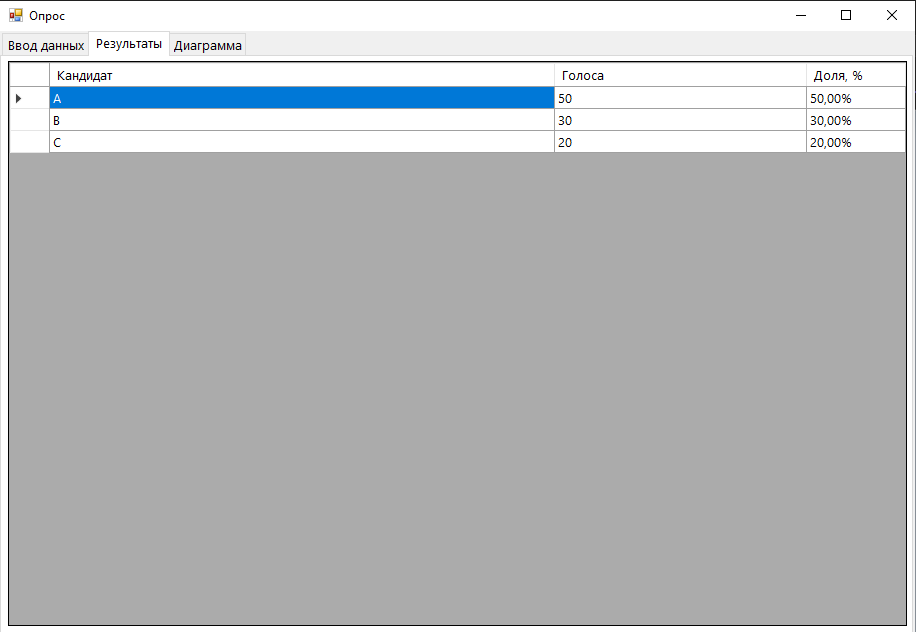 Опрос
Ввод данных Результаты Диаграмма
Кандидат Голоса Доля, %
A 50 50,00%
B 30 30,00%
C 20 20,00%